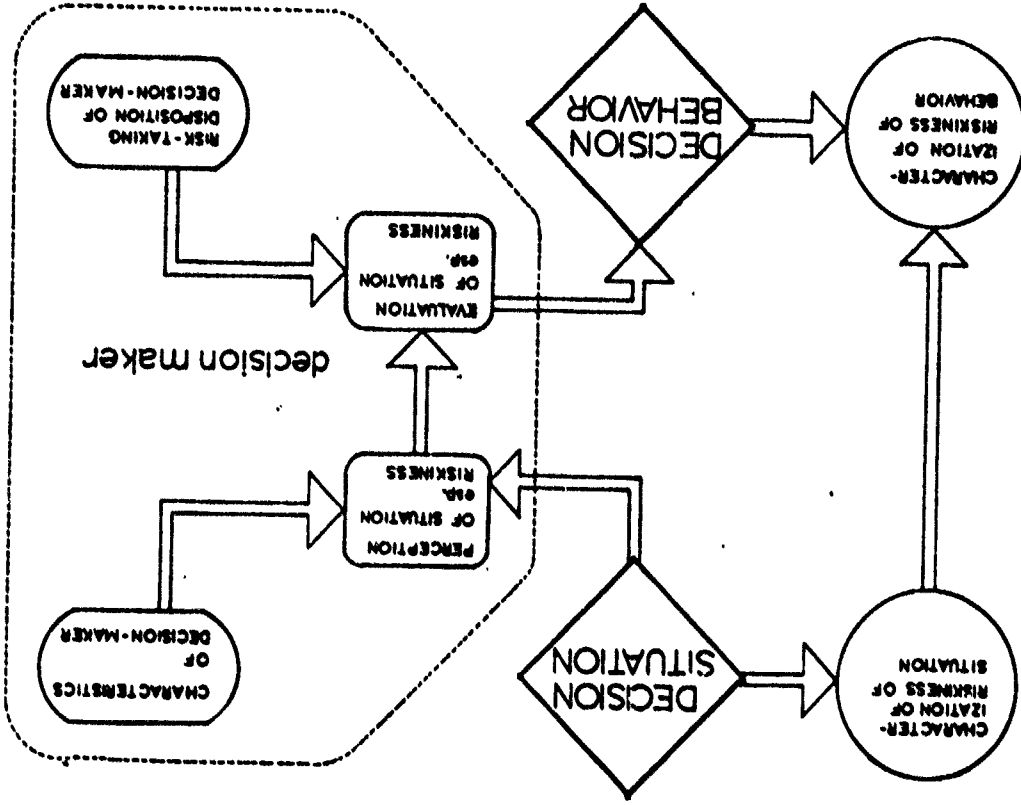 CHARACTER-
IZATION OF
RISKINESS OF
SITUATION
DECISION
SITUATION
PERCEPTION
OF SITUATION
esp.
RISKINESS
CHARACTERISTICS
OF
DECISION-MAKER
decision maker
CHARACTER-
IZATION OF
RISKINESS OF
BEHAVIOR
DECISION
BEHAVIOR
EVALUATION
OF SITUATION
esp.
RISKINESS
RISK-TAKING
DISPOSITION OF
DECISION-MAKER